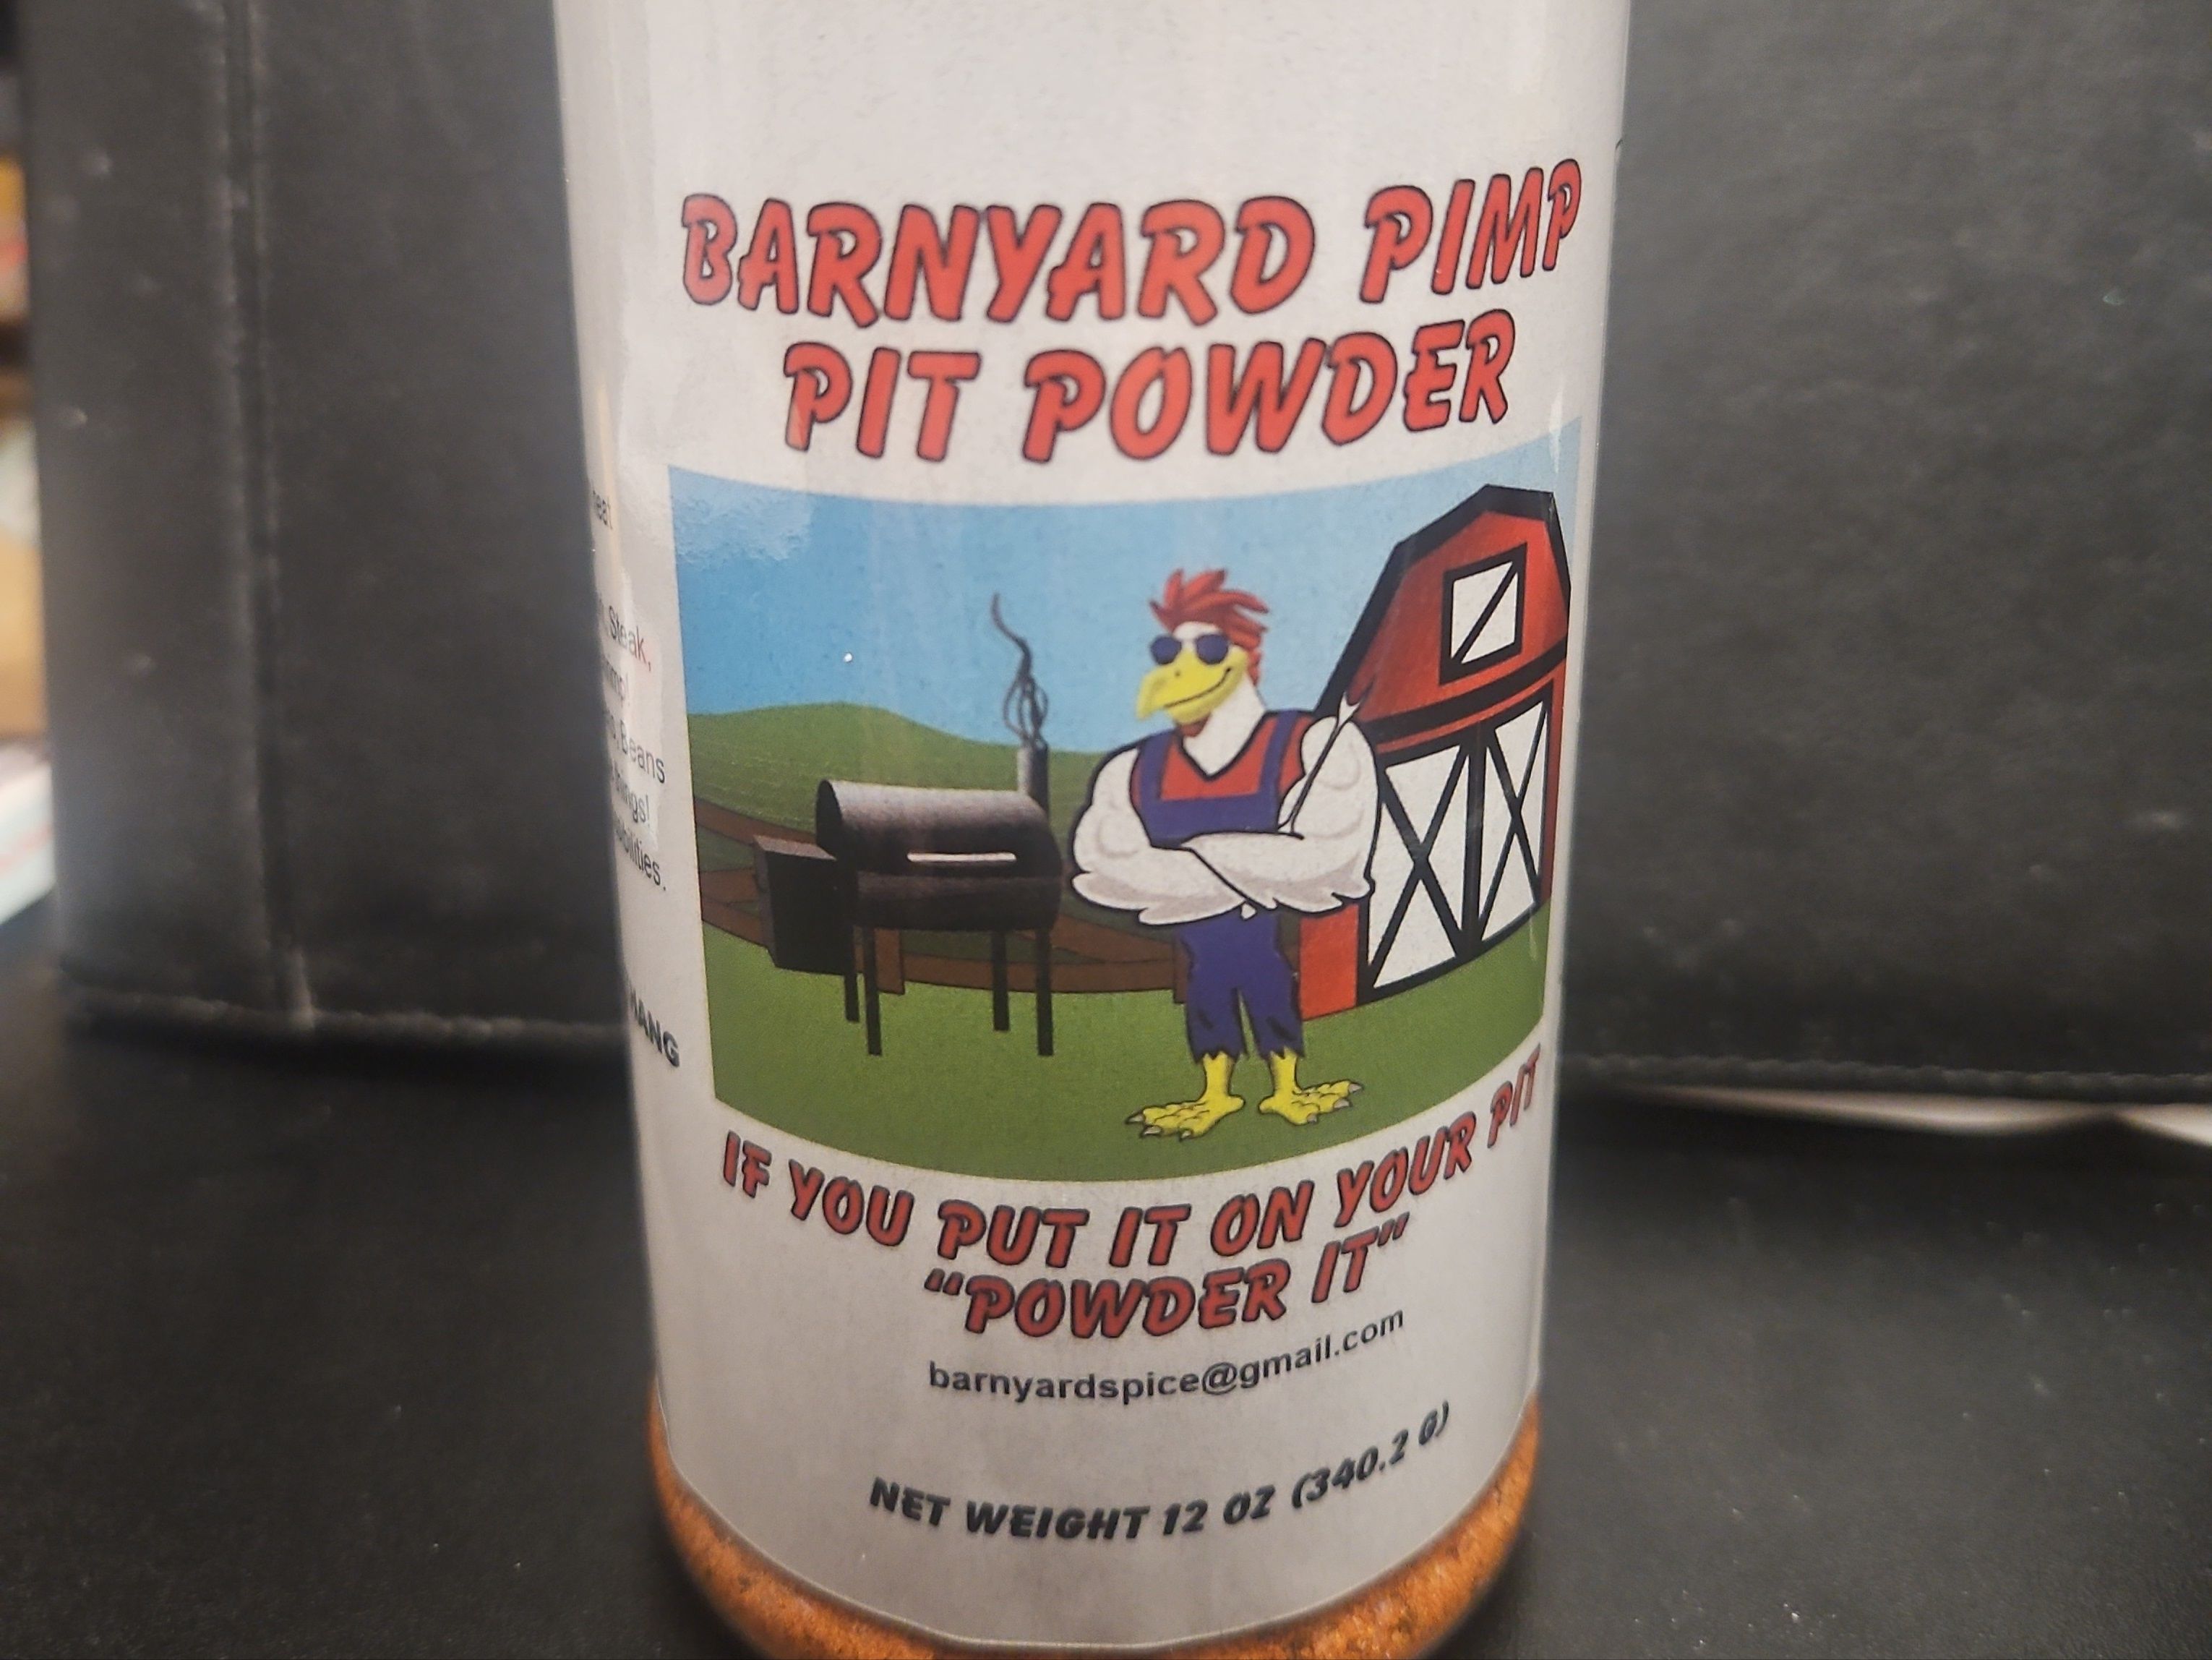 BARNYARD PIMP
PIT POWDER
Steak,
Beans
IF YOU PUT IT ON YOUR PIT
“POWDER IT”
barnyardspice@gmail.com
NET WEIGHT 12 OZ (340.2 G)